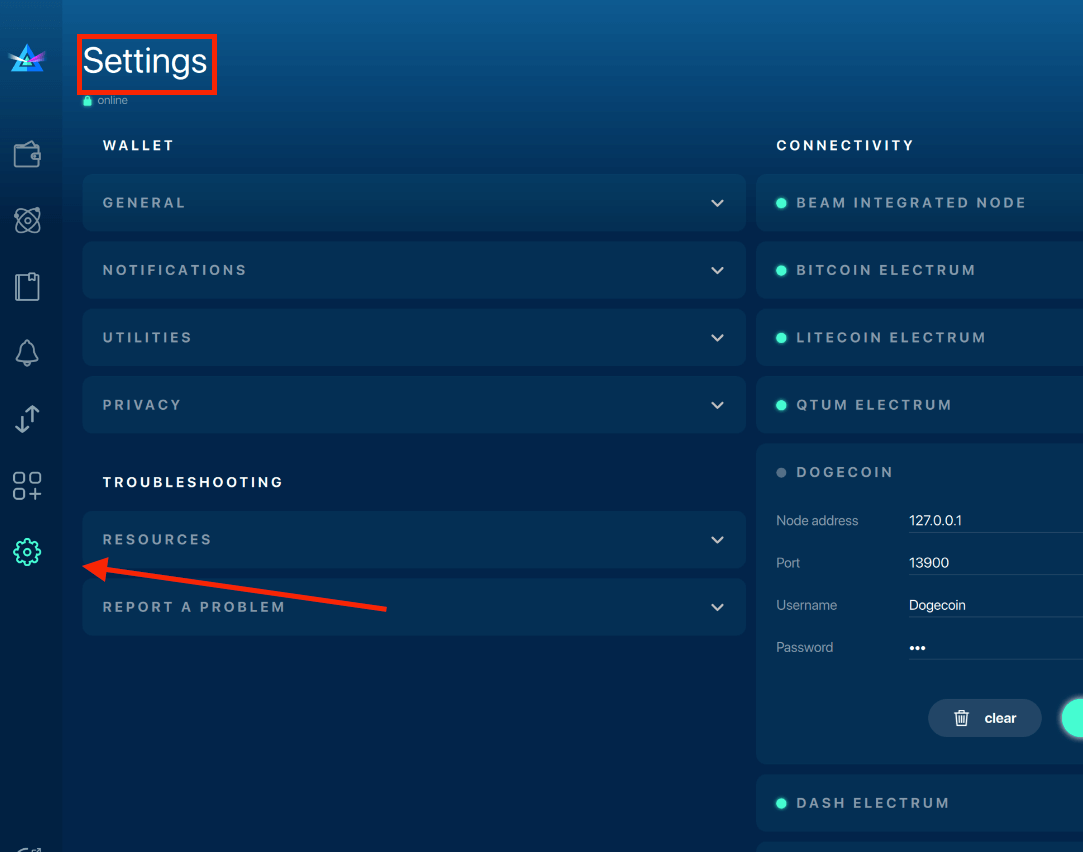 Settings
online
WALLET
GENERAL
NOTIFICATIONS
UTILITIES
PRIVACY
TROUBLESHOOTING
RESOURCES
REPORT A PROBLEM
CONNECTIVITY
BEAM INTEGRATED NODE
BITCOIN ELECTRUM
LITECOIN ELECTRUM
QTUM ELECTRUM
DOGECOIN
Node address 127.0.0.1
Port 13900
Username Dogecoin
Password •••
clear
DASH ELECTRUM